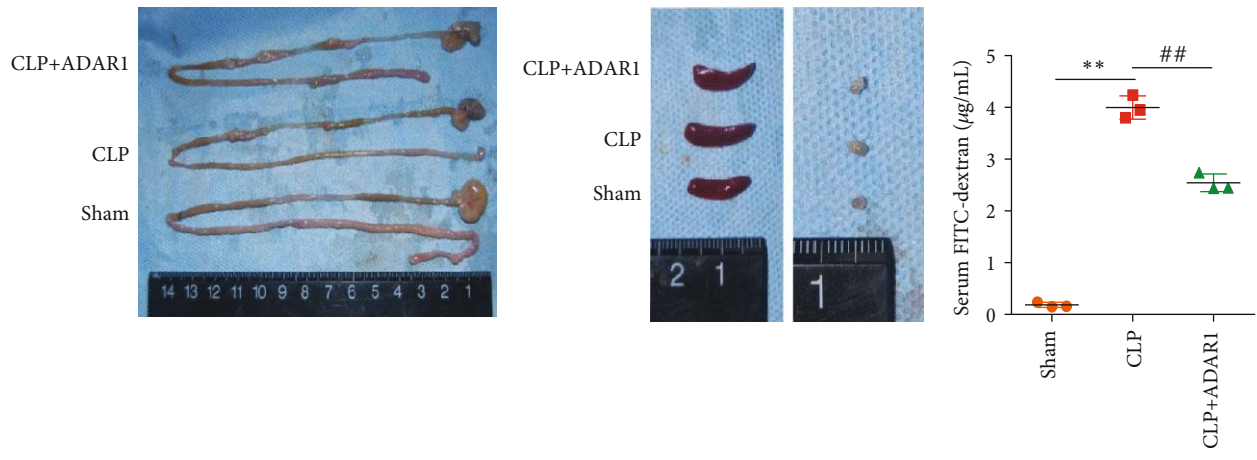 CLP+ADAR1
CLP
Sham
14 13 12 11 10 9 8 7 6 5 4 3 2 1
CLP+ADAR1
CLP
Sham
2 1
1
Serum FITC-dextran (μg/mL)
5
4
3
2
1
0
** ##
Sham
CLP
CLP+ADAR1